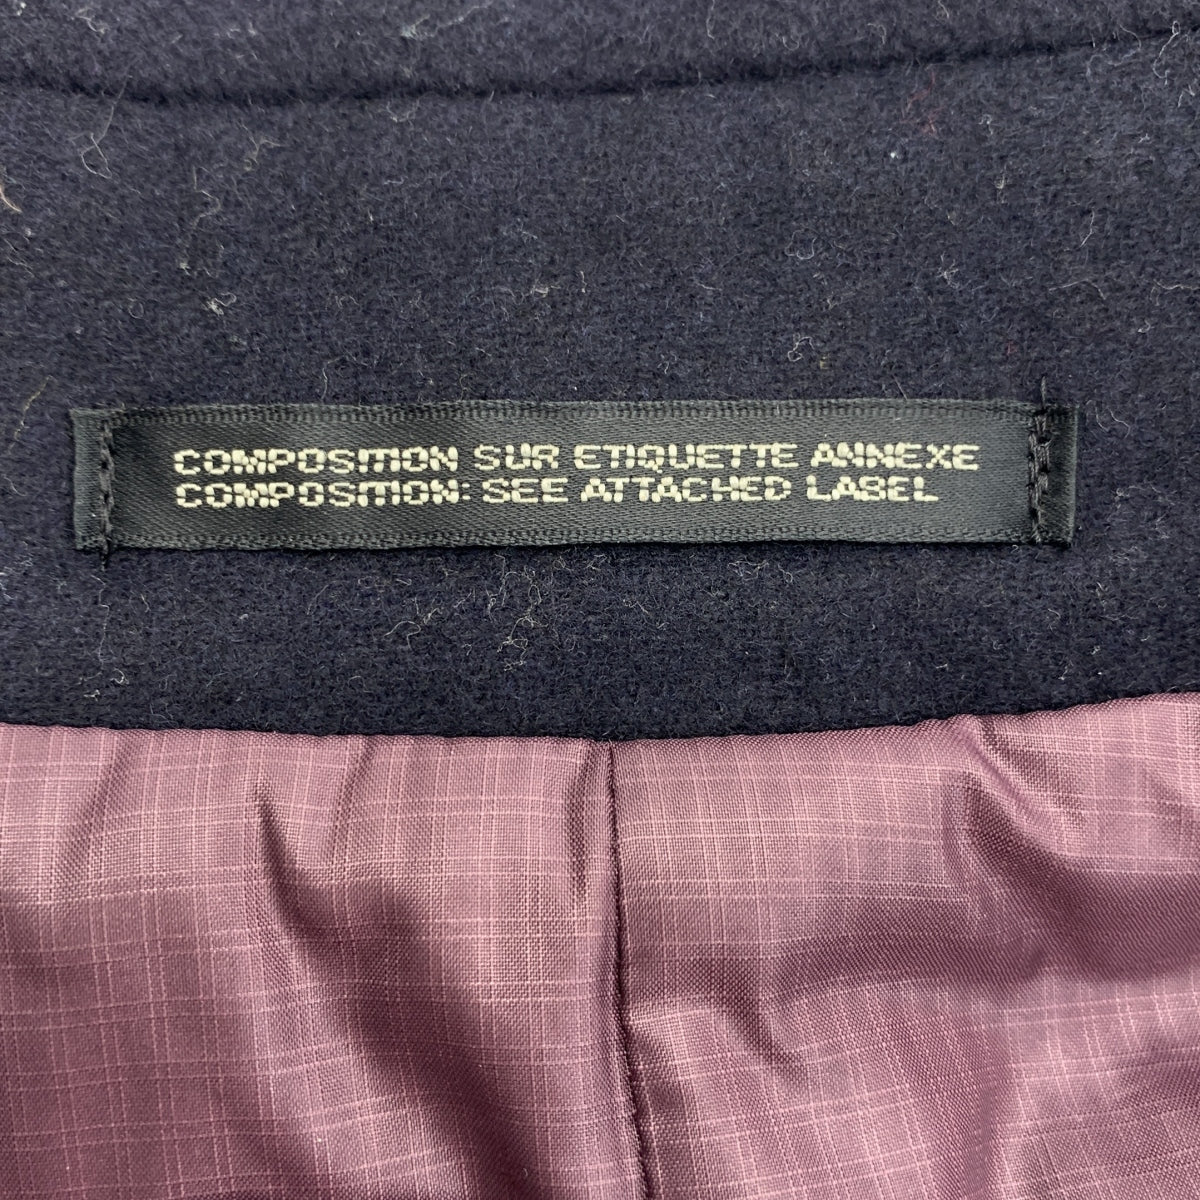 COMPOSITION SUR ETIQUETTE ANNEXE
COMPOSITION: SEE ATTACHED LABEL